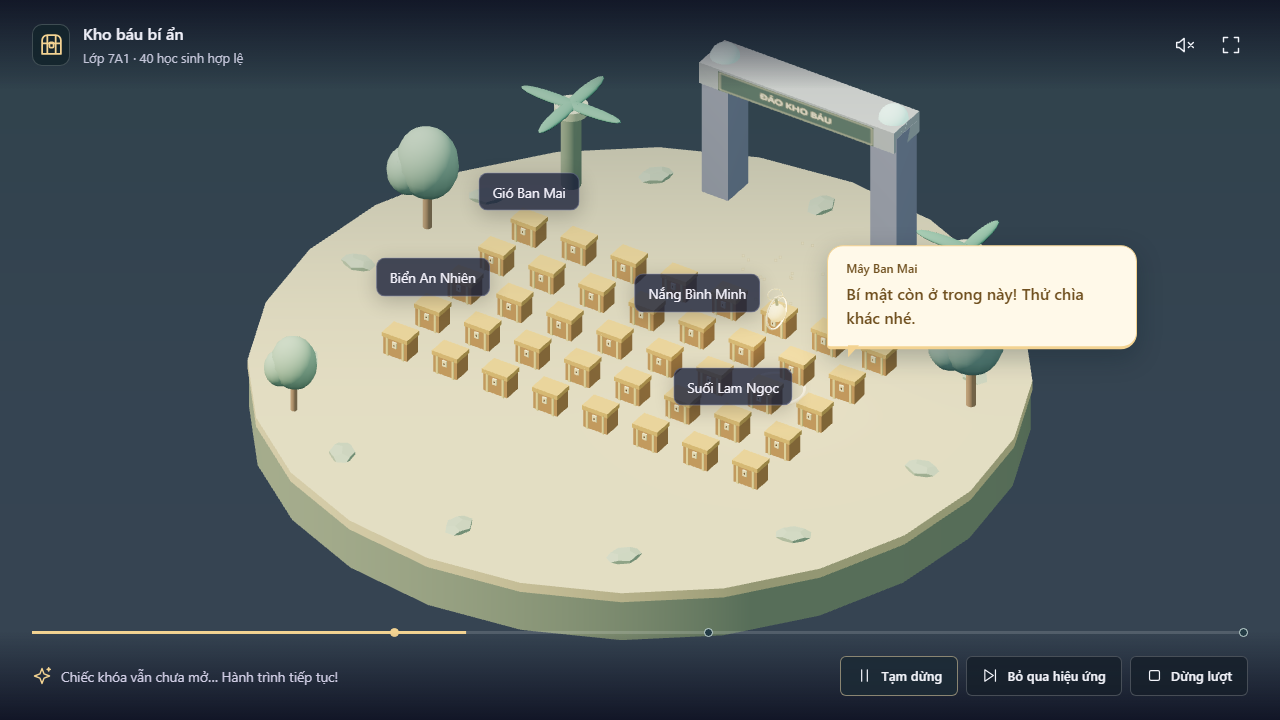 Kho báu bí ẩn
Lớp 7A1 · 40 học sinh hợp lệ
ĐẢO KHO BÁU
Gió Ban Mai
Biển An Nhiên
Nắng Bình Minh
Mây Ban Mai
Bí mật còn ở trong này! Thử chìa
khác nhé.
Suối Lam Ngọc
Chiếc khóa vẫn chưa mở... Hành trình tiếp tục!
Tạm dừng
Bỏ qua hiệu ứng
Dừng lượt